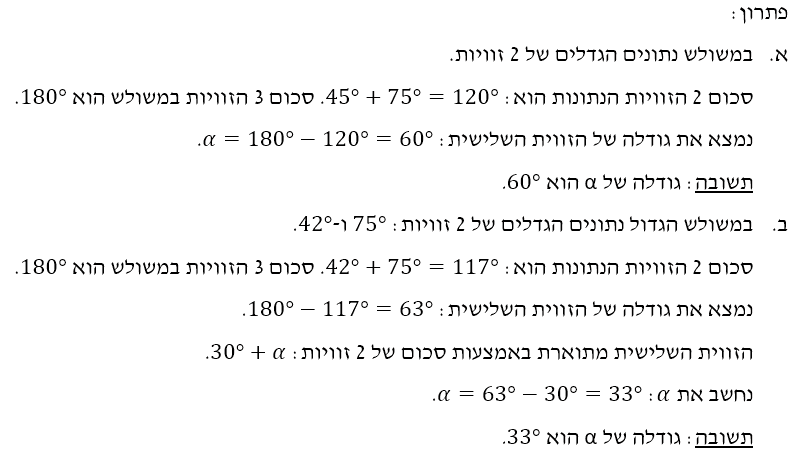 פתרון:
א. במשולש נתונים הגדלים של 2 זוויות.
סכום 2 הזוויות הנתונות הוא: 45° + 75° = 120°. סכום 3 הזוויות במשולש הוא 180°.
נמצא את גודלה של הזווית השלישית: α = 180° − 120° = 60°.
תשובה: גודלה של α הוא 60°.
ב. במשולש הגדול נתונים הגדלים של 2 זוויות: 75° ו-42°.
סכום 2 הזוויות הנתונות הוא: 42° + 75° = 117°. סכום 3 הזוויות במשולש הוא 180°.
נמצא את גודלה של הזווית השלישית: 180° − 117° = 63°.
הזווית השלישית מתוארת באמצעות סכום של 2 זוויות: 30° + α.
נחשב את α: α = 63° − 30° = 33°.
תשובה: גודלה של α הוא 33°.